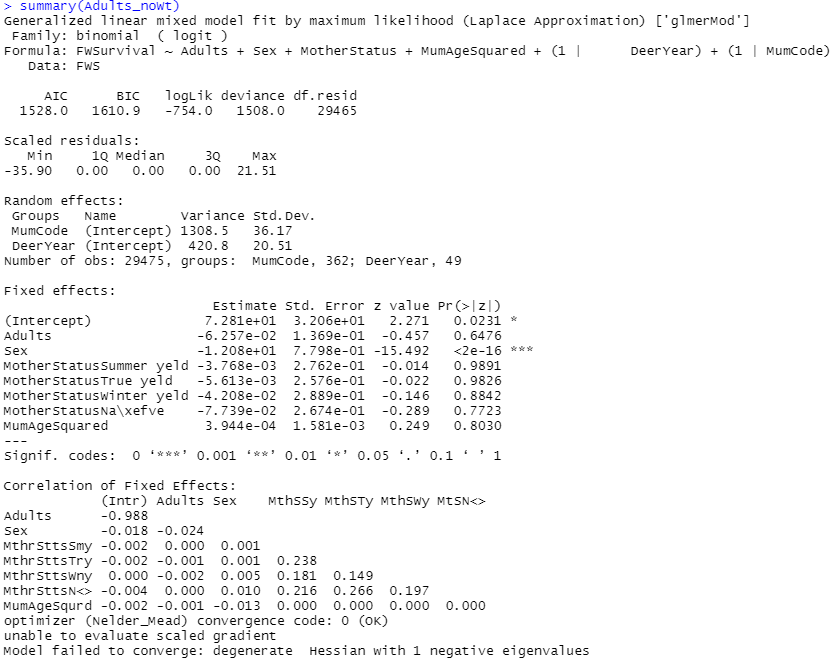 > summary(Adults_nowt)
Generalized linear mixed model fit by maximum likelihood (Laplace Approximation) ['glmerMod']
 Family: binomial  ( logit )
Formula: FWSurvival ~ Adults + Sex + MotherStatus + MumAgeSquared + (1 |      DeerYear) + (1 | MumCode)
   Data: FWS

     AIC      BIC   logLik deviance df.resid
  1528.0   1610.9   -754.0   1508.0    29465

Scaled residuals:
   Min     1Q Median     3Q    Max
-35.90   0.00   0.00   0.00  21.51

Random effects:
 Groups   Name        Variance Std.Dev.
 MumCode  (Intercept) 1308.5   36.17
 DeerYear (Intercept)  420.8   20.51
Number of obs: 29475, groups:  MumCode, 362; DeerYear, 49

Fixed effects:
                          Estimate Std. Error z value Pr(>|z|)
(Intercept)              7.281e+01  3.206e+01   2.271   0.0231 *
Adults                  -6.257e-02  1.369e-01  -0.457   0.6476
Sex                     -1.208e+01  7.798e-01 -15.492   <2e-16 ***
MotherStatusSummer yeld -3.768e-03  2.762e-01  -0.014   0.9891
MotherStatusTrue yeld   -5.613e-03  2.576e-01  -0.022   0.9826
MotherStatusWinter yeld -4.208e-02  2.889e-01  -0.146   0.8842
MotherStatusNa\xefve    -7.739e-02  2.674e-01  -0.289   0.7723
MumAgeSquared            3.944e-04  1.581e-03   0.249   0.8030
---
Signif. codes:  0 ‘***’ 0.001 ‘**’ 0.01 ‘*’ 0.05 ‘.’ 0.1 ‘ ’ 1

Correlation of Fixed Effects:
            (Intr) Adults Sex    MthSSy MthSTy MthSWy MtSN<>
Adults      -0.988
Sex         -0.018 -0.024
MthrSttsSmy -0.002  0.000  0.001
MthrSttsTry -0.002 -0.001  0.001  0.238
MthrSttsWny  0.000 -0.002  0.005  0.181  0.149
MthrSttsN<> -0.004  0.000  0.010  0.216  0.266  0.197
MumAgeSqurd -0.002 -0.001 -0.013  0.000  0.000  0.000  0.000
optimizer (Nelder_Mead) convergence code: 0 (OK)
unable to evaluate scaled gradient
Model failed to converge: degenerate  Hessian with 1 negative eigenvalues